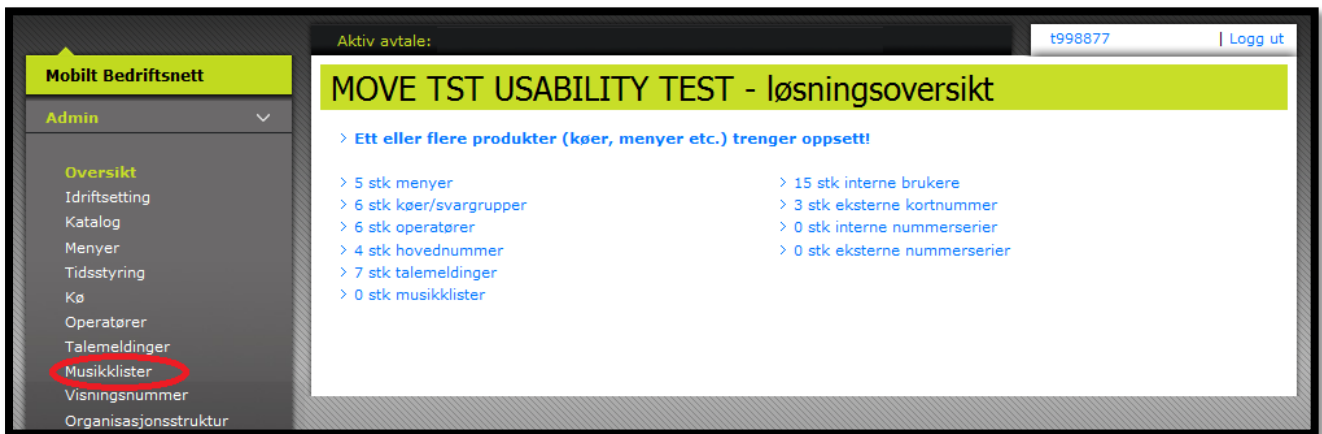 Aktiv avtale:
t998877 | Logg ut
Mobilt Bedriftsnett
Admin
Oversikt
Idriftsetting
Katalog
Menyer
Tidsstyring
Kø
Operatører
Talemeldinger
Musikklister
Visningsnummer
Organisasjonsstruktur
MOVE TST USABILITY TEST - løsningsoversikt
> Ett eller flere produkter (køer, menyer etc.) trenger oppsett!
> 5 stk menyer
> 6 stk køer/svargrupper
> 6 stk operatører
> 4 stk hovednummer
> 7 stk talemeldinger
> 0 stk musikklister
> 15 stk interne brukere
> 3 stk eksterne kortnummer
> 0 stk interne nummerserier
> 0 stk eksterne nummerserier